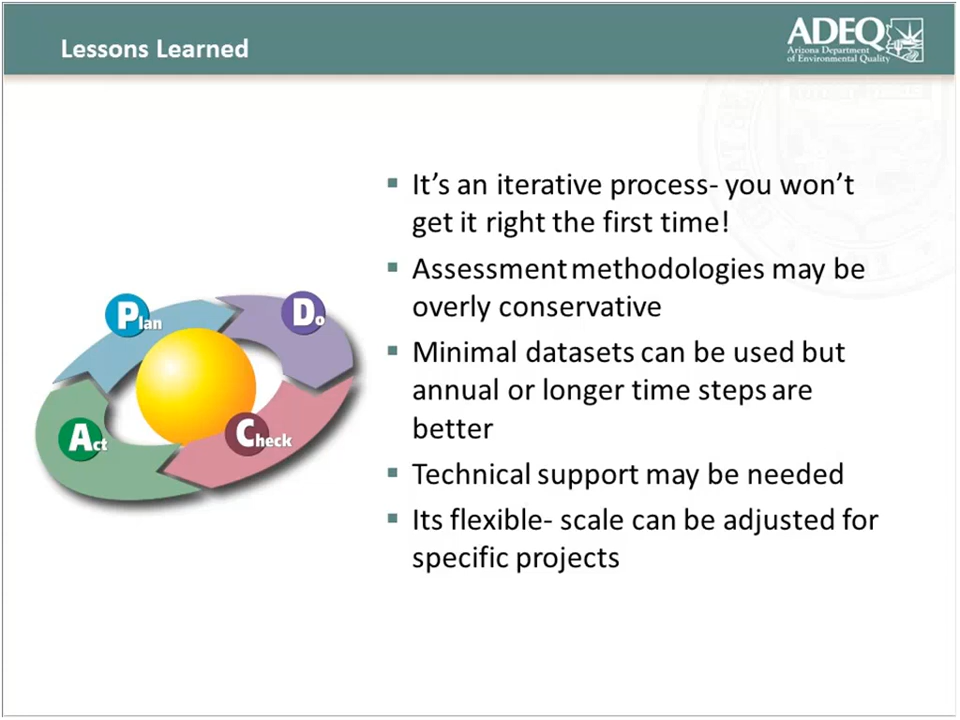 Lessons Learned
ADEQ
Arizona Department
of Environmental Quality
It's an iterative process- you won't
get it right the first time!
Assessment methodologies may be
overly conservative
Minimal datasets can be used but
annual or longer time steps are
better
Technical support may be needed
Its flexible- scale can be adjusted for
specific projects
Plan
Do
Check
Act